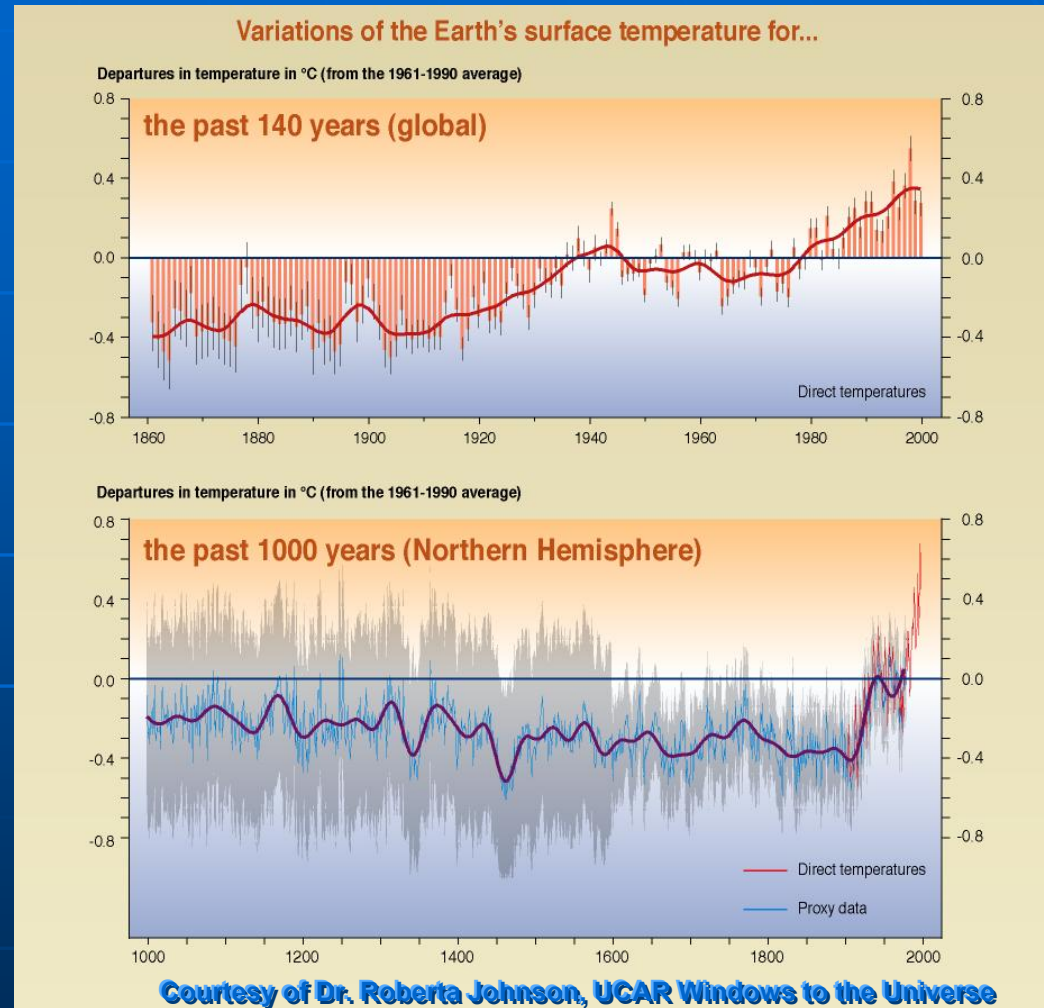 Variations of the Earth's surface temperature for...
Departures in temperature in °C (from the 1961-1990 average)
0.8 0.8
the past 140 years (global)
0.4 0.4
0.0 0.0
-0.4 -0.4
Direct temperatures
-0.8 -0.8
1860 1880 1900 1920 1940 1960 1980 2000
Departures in temperature in °C (from the 1961-1990 average)
0.8 0.8
the past 1000 years (Northern Hemisphere)
0.4 0.4
0.0 0.0
-0.4 -0.4
-0.8 -0.8
Direct temperatures
Proxy data
1000 1200 1400 1600 1800 2000
Courtesy of Dr. Roberta Johnson, UCAR Windows to the Universe